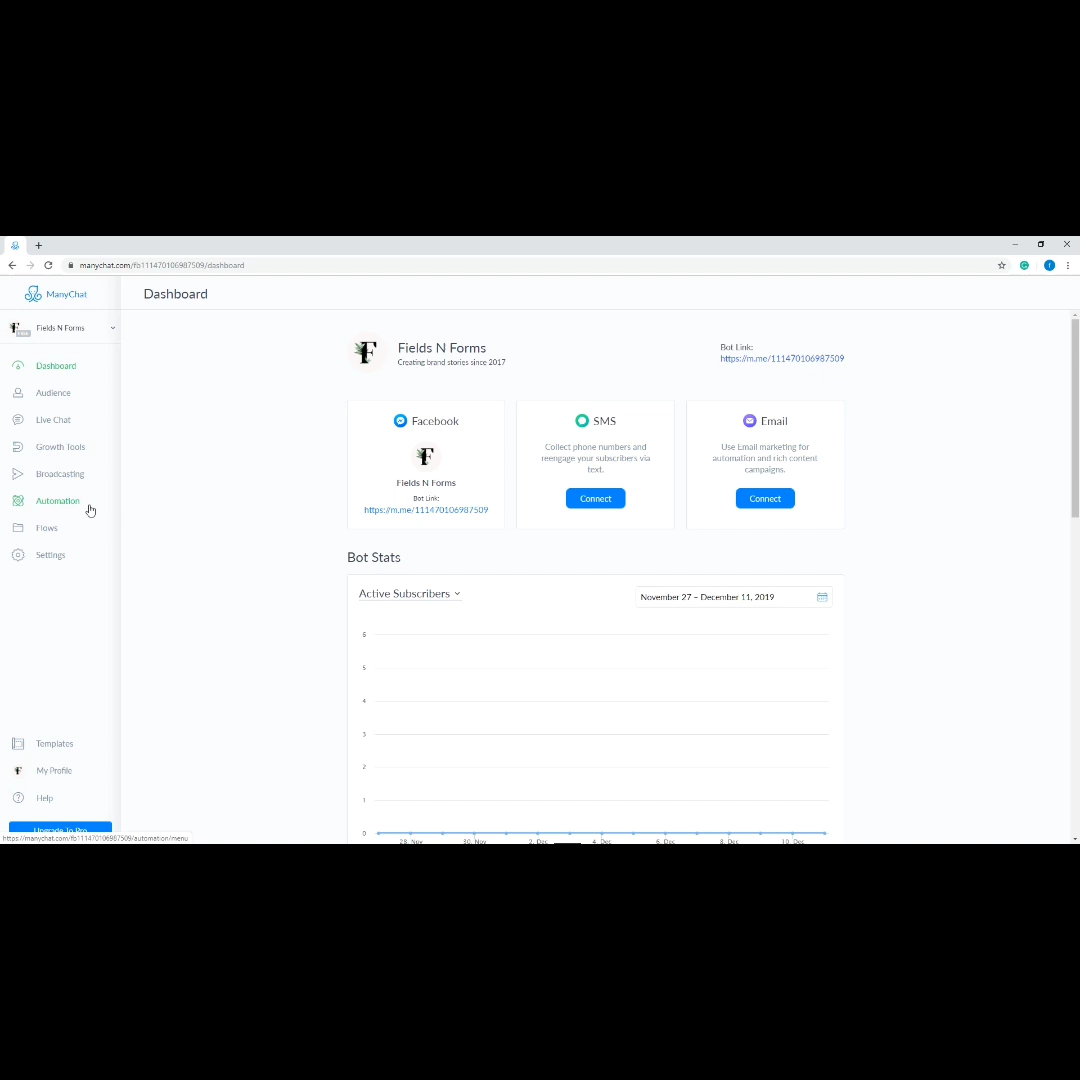 manychat.com/fb111470106987509/dashboard
ManyChat
Dashboard
Fields N Forms
Dashboard
Audience
Live Chat
Growth Tools
Broadcasting
Automation
Flows
Settings
Templates
My Profile
Help
Upgrade To Pro
https://manychat.com/fb111470106987509/automation/menu
Fields N Forms
Creating brand stories since 2017
Bot Link:
https://m.me/111470106987509
Facebook
Fields N Forms
Bot Link:
https://m.me/111470106987509
SMS
Collect phone numbers and
reengage your subscribers via
text.
Connect
Email
Use Email marketing for
automation and rich content
campaigns.
Connect
Bot Stats
Active Subscribers
November 27 – December 11, 2019
6
5
4
3
2
1
0
28. Nov 30. Nov 2. Dec 4. Dec 6. Dec 8. Dec 10. Dec